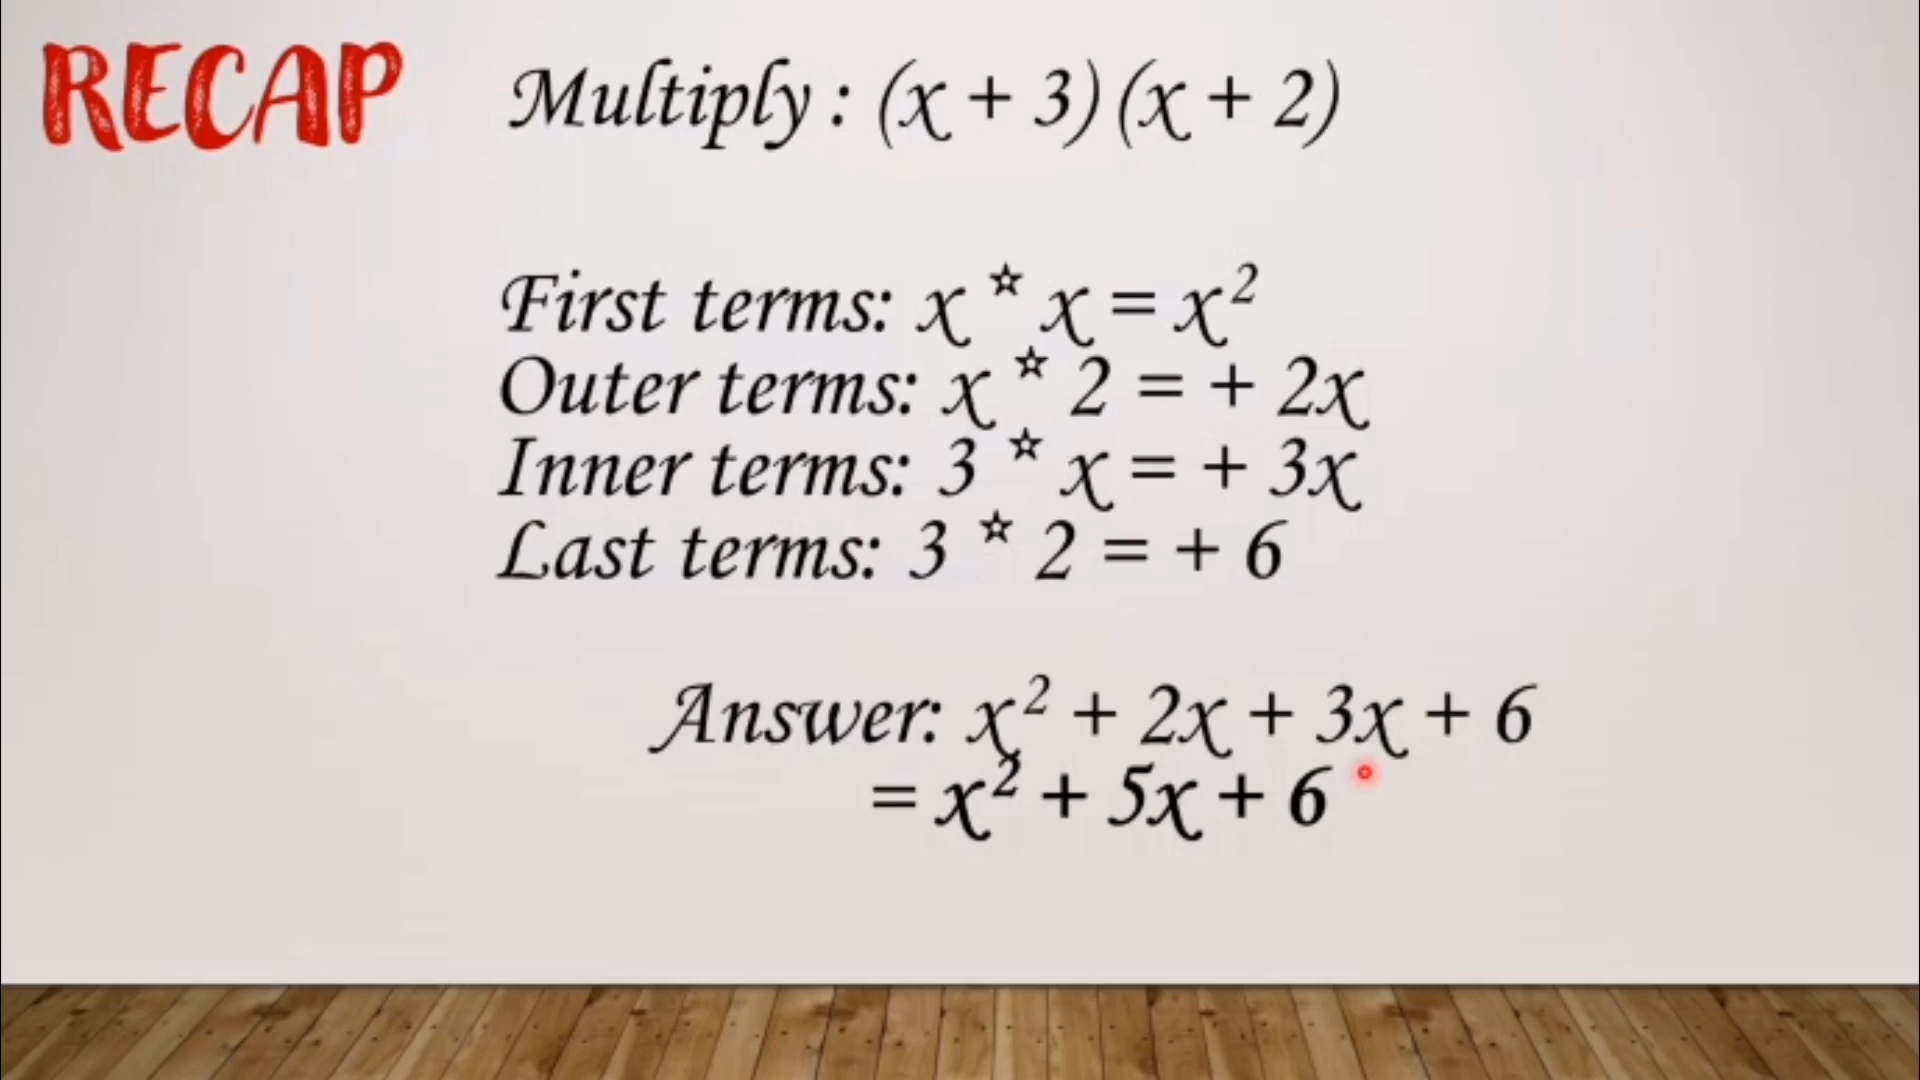 RECAP
Multiply : (x + 3)(x + 2)
First terms: x * x = x²
Outer terms: x * 2 = + 2x
Inner terms: 3 * x = + 3x
Last terms: 3 * 2 = + 6
Answer: x² + 2x + 3x + 6
= x² + 5x + 6